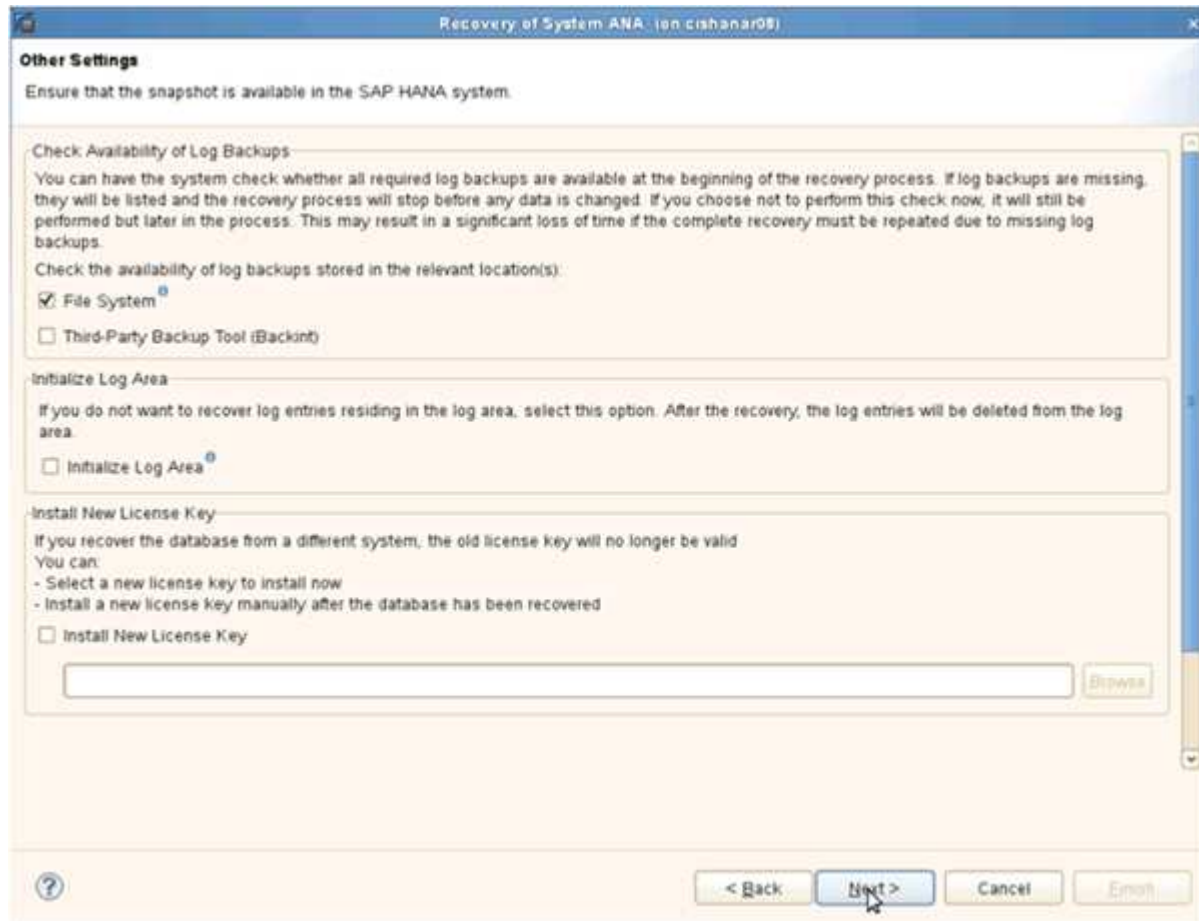 Recovery of System ANA (on cishanar08)
Other Settings
Ensure that the snapshot is available in the SAP HANA system.
Check Availability of Log Backups
You can have the system check whether all required log backups are available at the beginning of the recovery process. If log backups are missing,
they will be listed and the recovery process will stop before any data is changed. If you choose not to perform this check now, it will still be
performed but later in the process. This may result in a significant loss of time if the complete recovery must be repeated due to missing log
backups.
Check the availability of log backups stored in the relevant location(s):
File System
Third-Party Backup Tool (Backint)
Initialize Log Area
If you do not want to recover log entries residing in the log area, select this option. After the recovery, the log entries will be deleted from the log
area.
Initialize Log Area
Install New License Key
If you recover the database from a different system, the old license key will no longer be valid
You can:
- Select a new license key to install now
- Install a new license key manually after the database has been recovered
Install New License Key
Browse
< Back Next > Cancel Finish